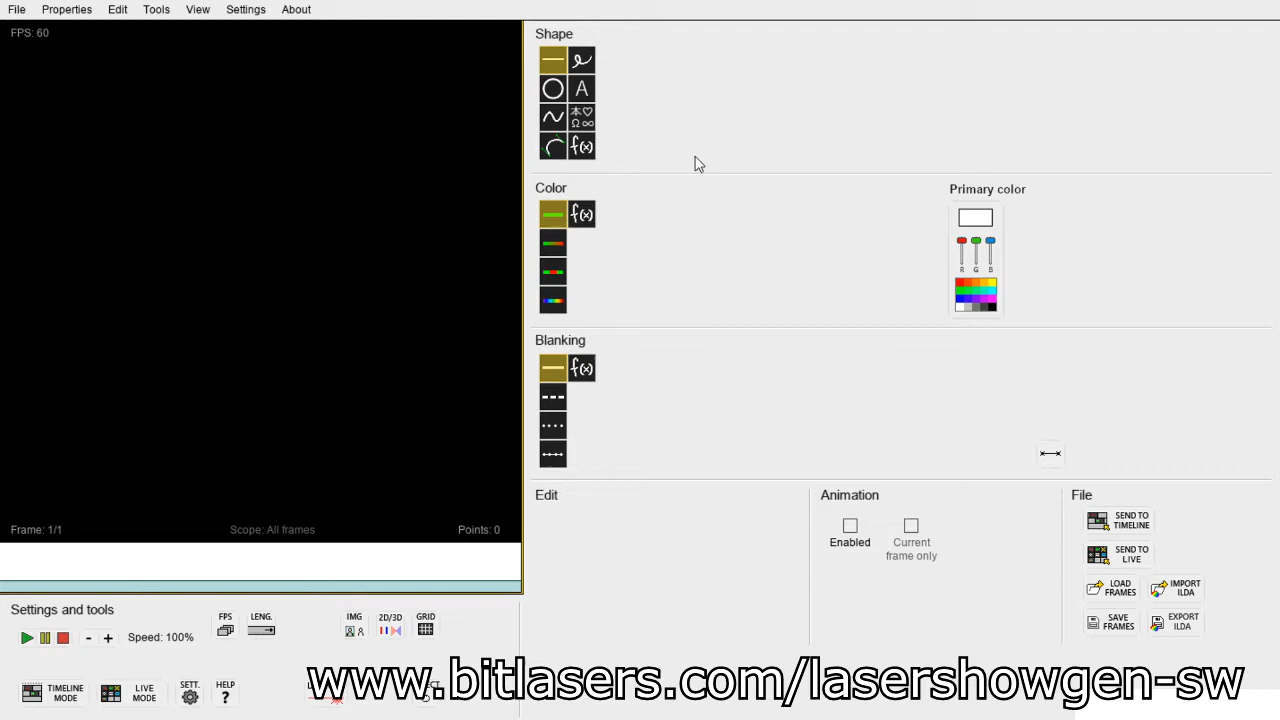 File Properties Edit Tools View Settings About
FPS: 60
Shape
A
本♡
Ω∞
f(x)
Color
Primary color
f(x)
R G B
Blanking
f(x)
Edit
Animation
File
Enabled
Current
frame only
SEND TO
TIMELINE
SEND TO
LIVE
LOAD
FRAMES
IMPORT
ILDA
SAVE
FRAMES
EXPORT
ILDA
Frame: 1/1 Scope: All frames Points: 0
Settings and tools
- + Speed: 100%
FPS
LENG.
IMG
2D/3D
GRID
TIMELINE
MODE
LIVE
MODE
SETT.
HELP
?
www.bitlasers.com/lasershowgen-sw